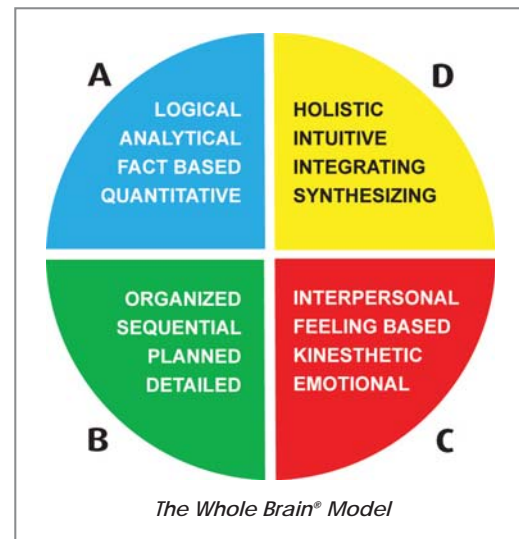 A
LOGICAL
ANALYTICAL
FACT BASED
QUANTITATIVE
D
HOLISTIC
INTUITIVE
INTEGRATING
SYNTHESIZING
B
ORGANIZED
SEQUENTIAL
PLANNED
DETAILED
C
INTERPERSONAL
FEELING BASED
KINESTHETIC
EMOTIONAL
The Whole Brain® Model